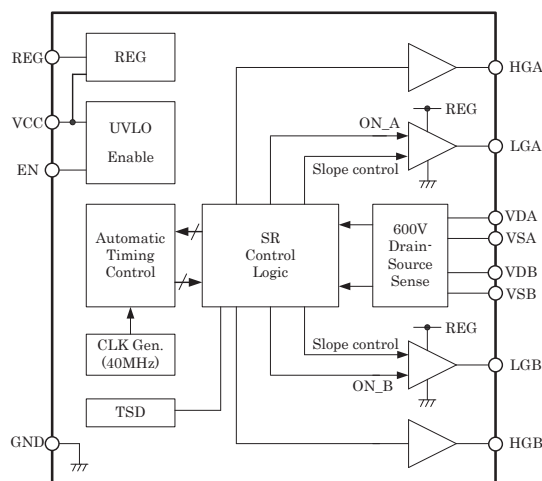 REG
REG
HGA
REG
VCC
UVLO
Enable
ON_A
LGA
EN
Slope control
Automatic
Timing
Control
SR
Control
Logic
600V
Drain-
Source
Sense
VDA
VSA
VDB
VSB
CLK Gen.
(40MHz)
REG
Slope control
LGB
ON_B
TSD
GND
HGB